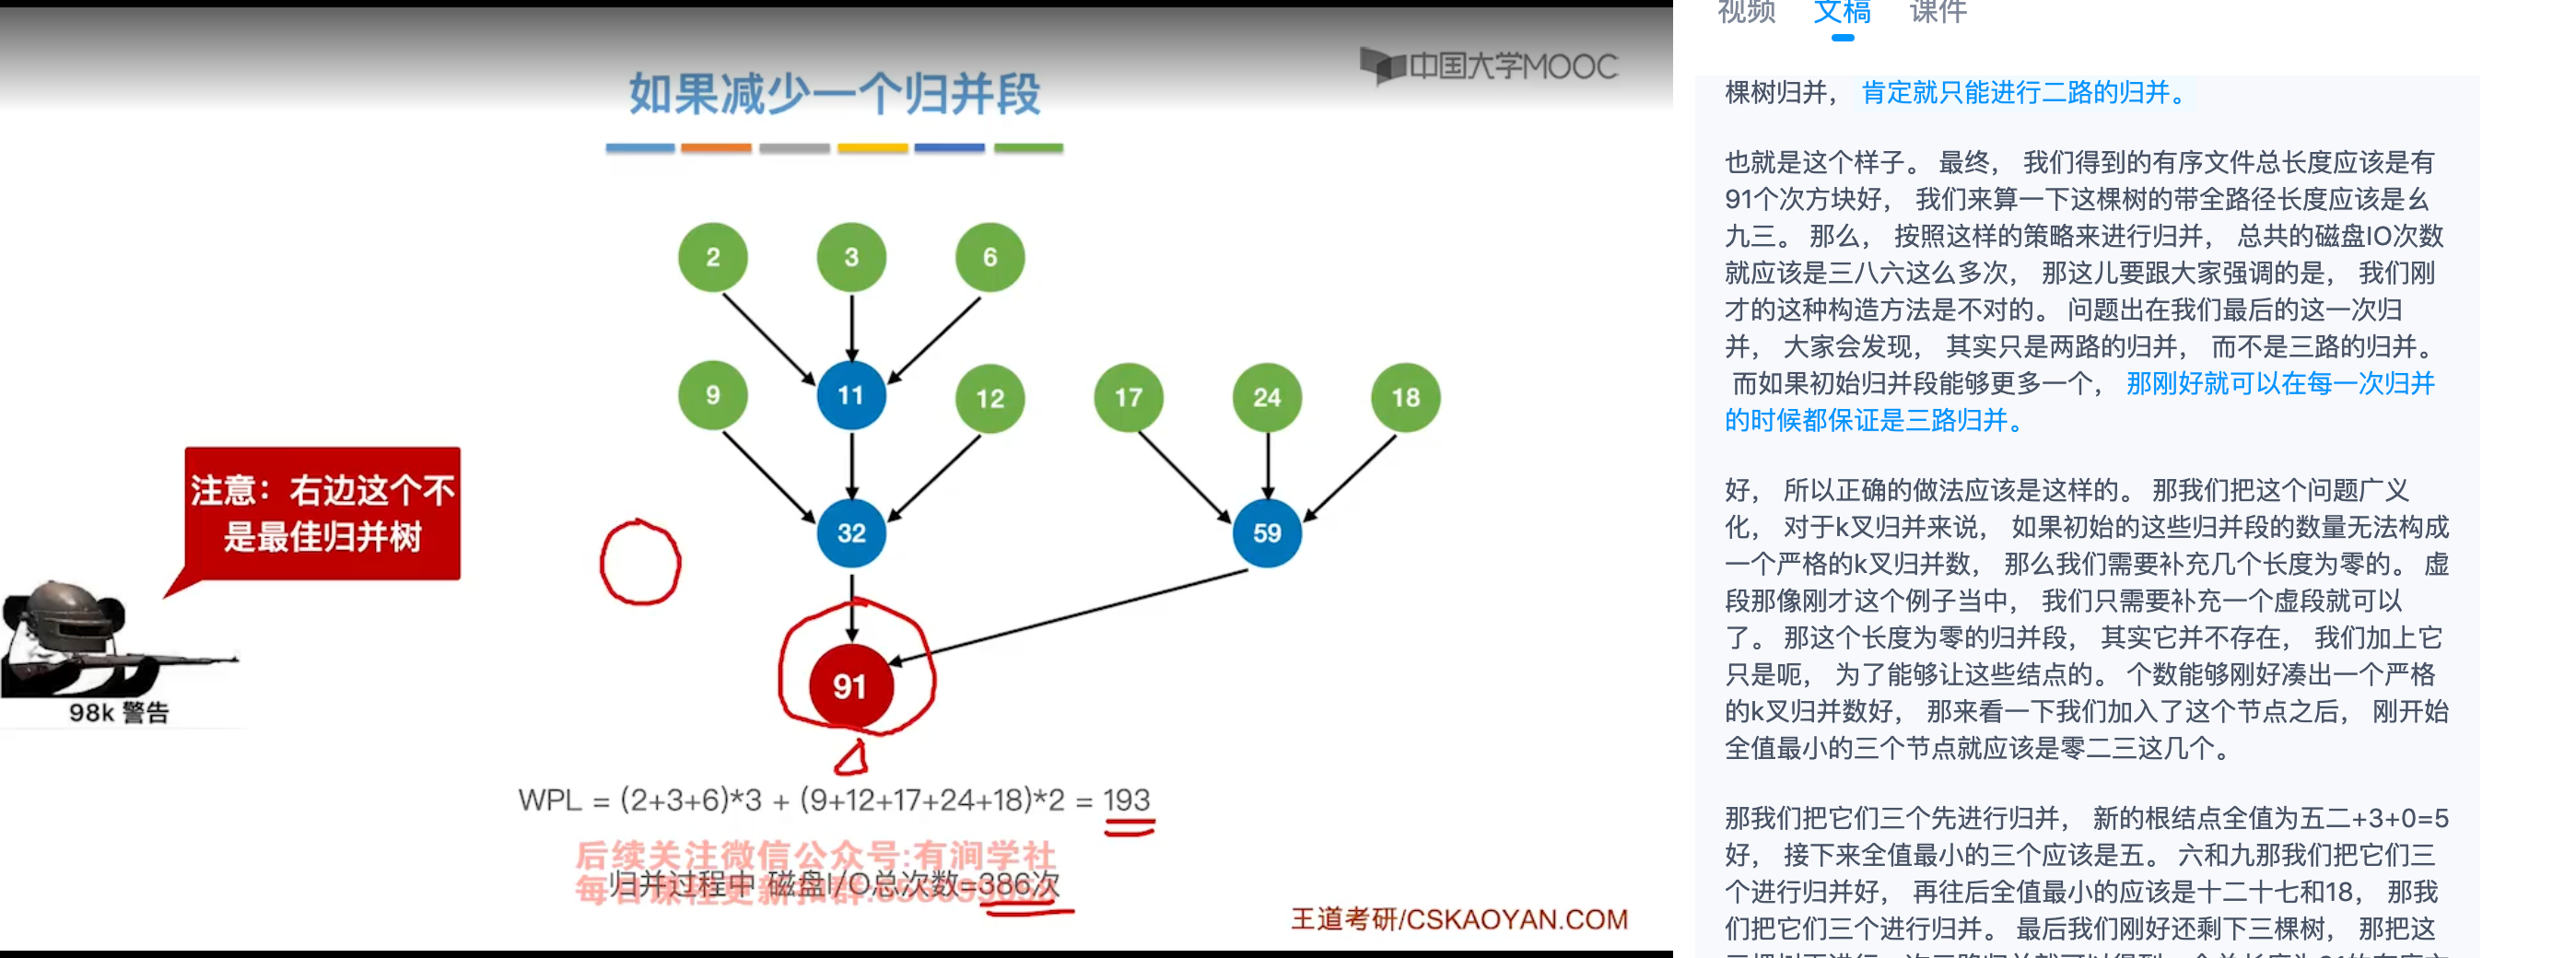 中国大学MOOC
如果减少一个归并段
2 3 6
9 11 12 17 24 18
32 59
91
注意：右边这个不
是最佳归并树
98k 警告
WPL = (2+3+6)*3 + (9+12+17+24+18)*2 = 193
后续关注微信公众号:有涧学社
归并过程中 磁盘I/O总次数=386次
王道考研/CSKAOYAN.COM
视频 文稿 课件
棵树归并， 肯定就只能进行二路的归并。
也就是这个样子。 最终， 我们得到的有序文件总长度应该是有
91个次方块好， 我们来算一下这棵树的带全路径长度应该是幺
九三。 那么， 按照这样的策略来进行归并， 总共的磁盘IO次数
就应该是三八六这么多次， 那这儿要跟大家强调的是， 我们刚
才的这种构造方法是不对的。 问题出在我们最后的这一次归
并， 大家会发现， 其实只是两路的归并， 而不是三路的归并。
而如果初始归并段能够更多一个， 那刚好就可以在每一次归并
的时候都保证是三路归并。
好， 所以正确的做法应该是这样的。 那我们把这个问题广义
化， 对于k叉归并来说， 如果初始的这些归并段的数量无法构成
一个严格的k叉归并数， 那么我们需要补充几个长度为零的。 虚
段那像刚才这个例子当中， 我们只需要补充一个虚段就可以
了。 那这个长度为零的归并段， 其实它并不存在， 我们加上它
只是呃， 为了能够让这些结点的。 个数能够刚好凑出一个严格
的k叉归并数好， 那来看一下我们加入了这个节点之后， 刚开始
全值最小的三个节点就应该是零二三这几个。
那我们把它们三个先进行归并， 新的根结点全值为五二+3+0=5
好， 接下来全值最小的三个应该是五。 六和九那我们把它们三
个进行归并好， 再往后全值最小的应该是十二十七和18， 那我
们把它们三个进行归并。 最后我们刚好还剩下三棵树， 那把这